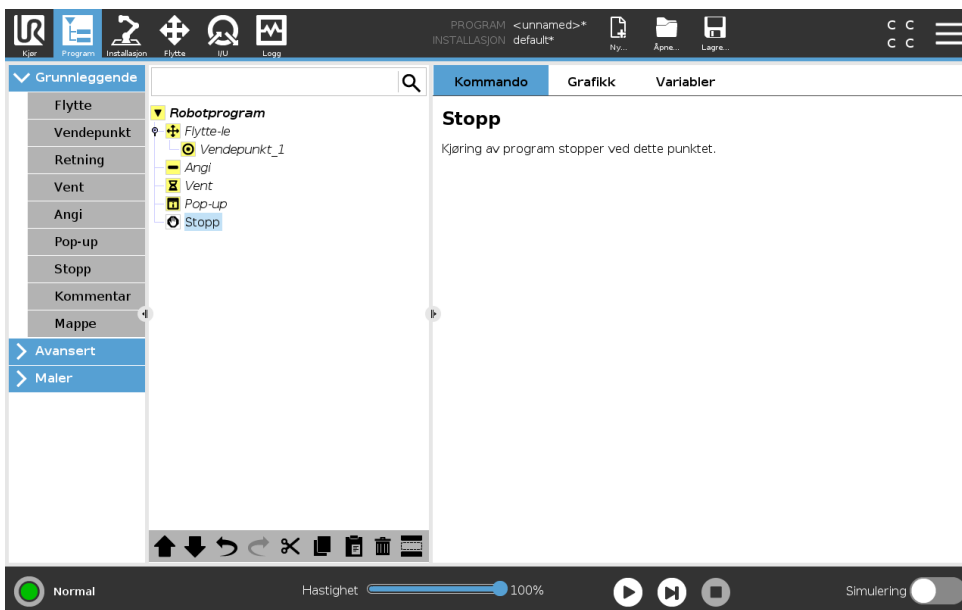 PROGRAM <unnamed>*
INSTALLASJON default*
Kjør Program Installasjon Flytte I/U Logg Ny... Åpne... Lagre...
C C
C C
Grunnleggende
Flytte
Vendepunkt
Retning
Vent
Angi
Pop-up
Stopp
Kommentar
Mappe
Avansert
Maler
Robotprogram
Flytte-le
Vendepunkt_1
Angi
Vent
Pop-up
Stopp
Kommando Grafikk Variabler
Stopp
Kjøring av program stopper ved dette punktet.
Normal Hastighet 100% Simulering